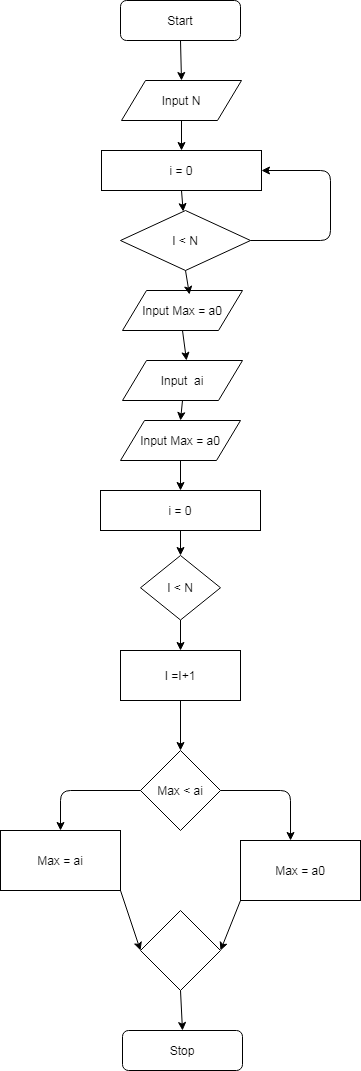 Start
Input N
i = 0
I < N
Input Max = a0
Input  ai
Input Max = a0
i = 0
I < N
I =I+1
Max < ai
Max = ai
Max = a0
Stop